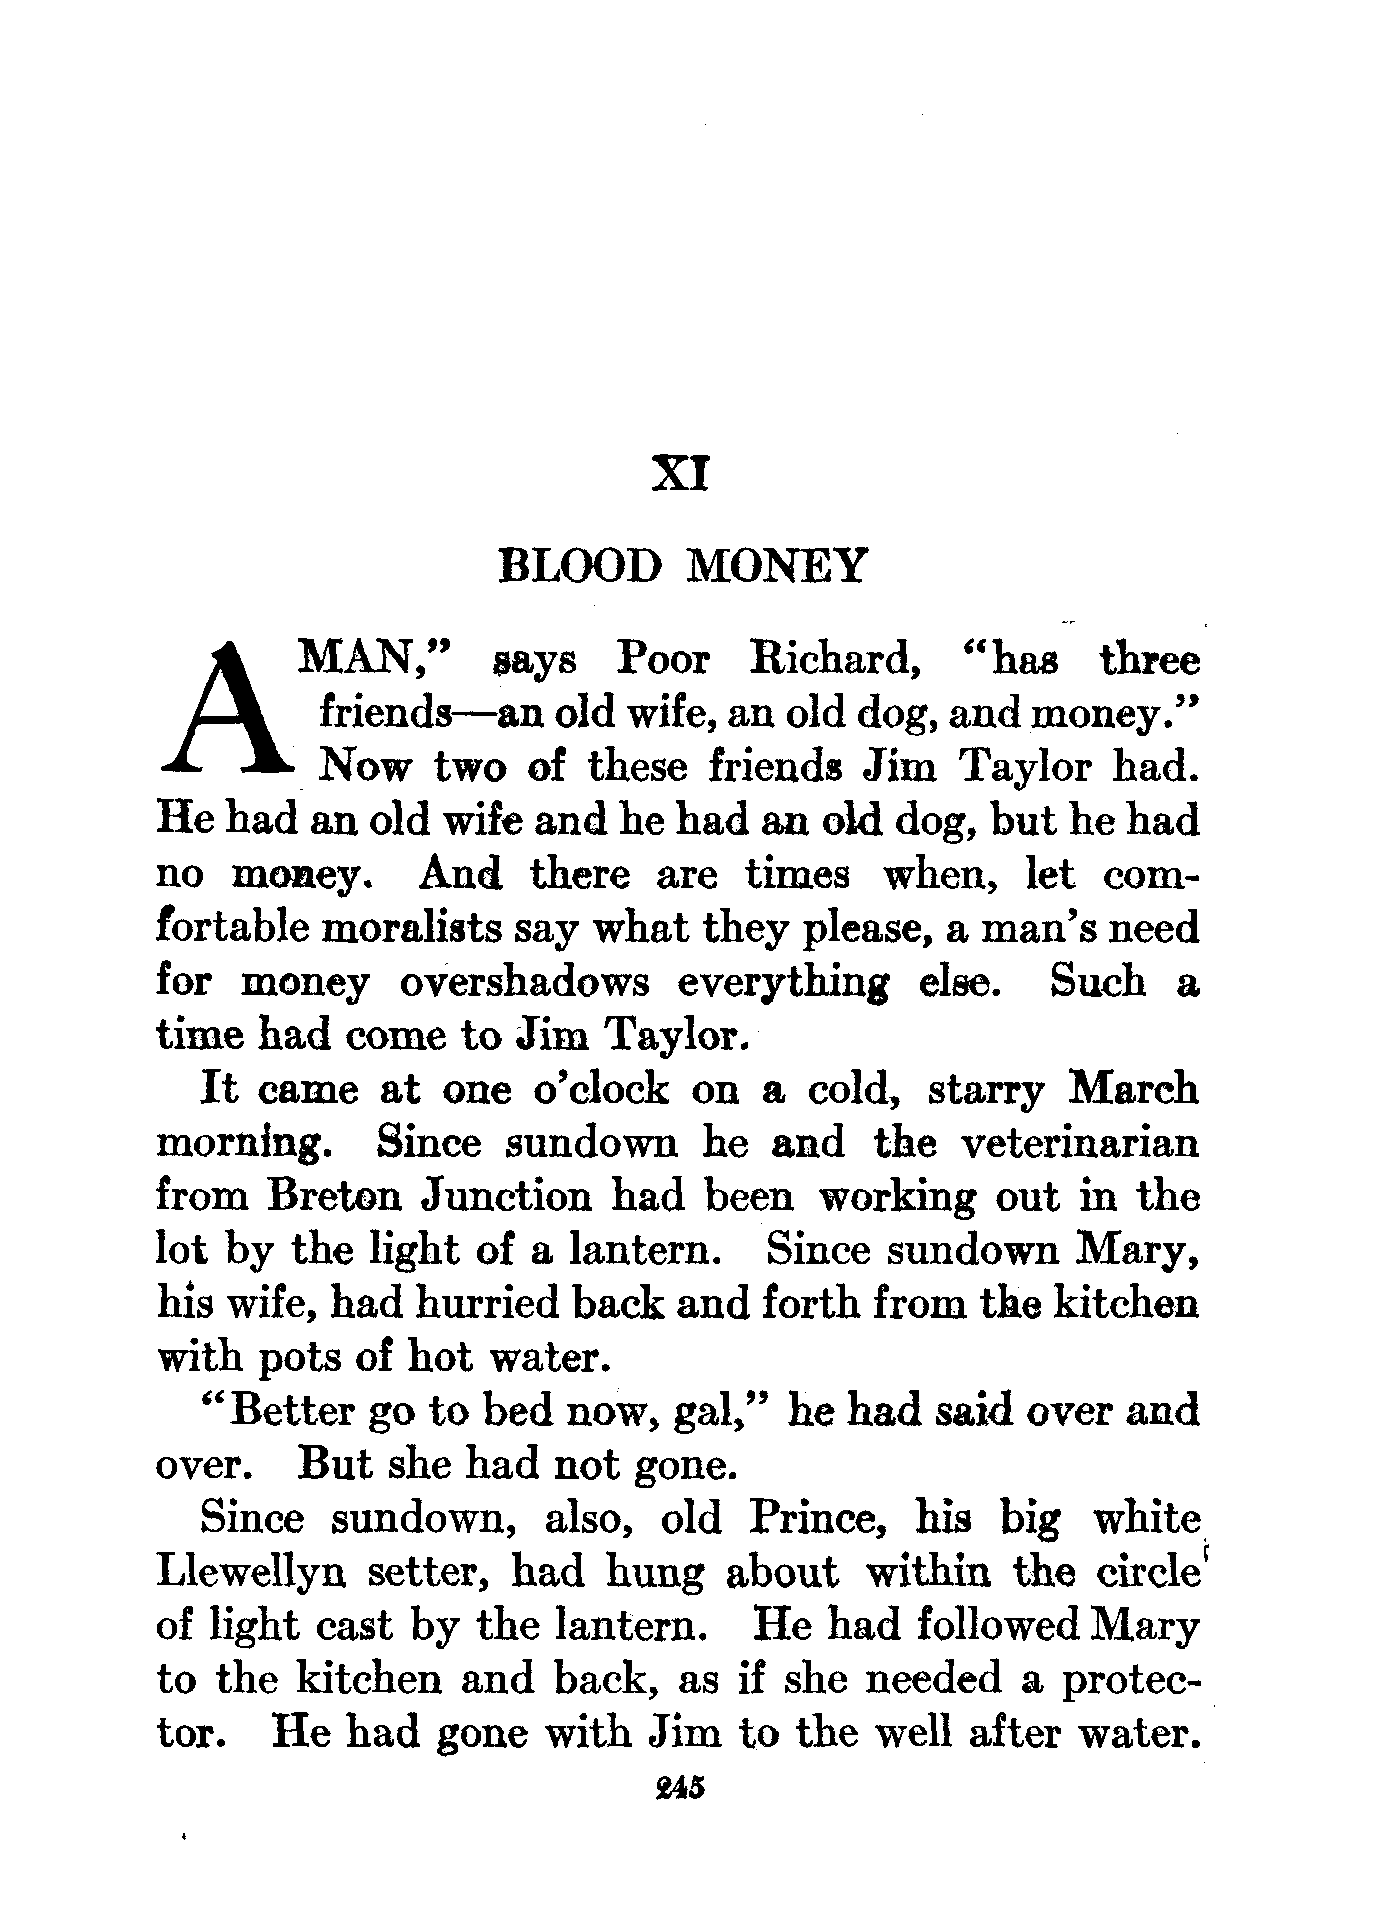 XI
BLOOD MONEY
A MAN,” says Poor Richard, “has three
friends—an old wife, an old dog, and money.”
Now two of these friends Jim Taylor had.
He had an old wife and he had an old dog, but he had
no money. And there are times when, let com-
fortable moralists say what they please, a man’s need
for money overshadows everything else. Such a
time had come to Jim Taylor.
It came at one o’clock on a cold, starry March
morning. Since sundown he and the veterinarian
from Breton Junction had been working out in the
lot by the light of a lantern. Since sundown Mary,
his wife, had hurried back and forth from the kitchen
with pots of hot water.
“Better go to bed now, gal,” he had said over and
over. But she had not gone.
Since sundown, also, old Prince, his big white
Llewellyn setter, had hung about within the circle
of light cast by the lantern. He had followed Mary
to the kitchen and back, as if she needed a protec-
tor. He had gone with Jim to the well after water.
245